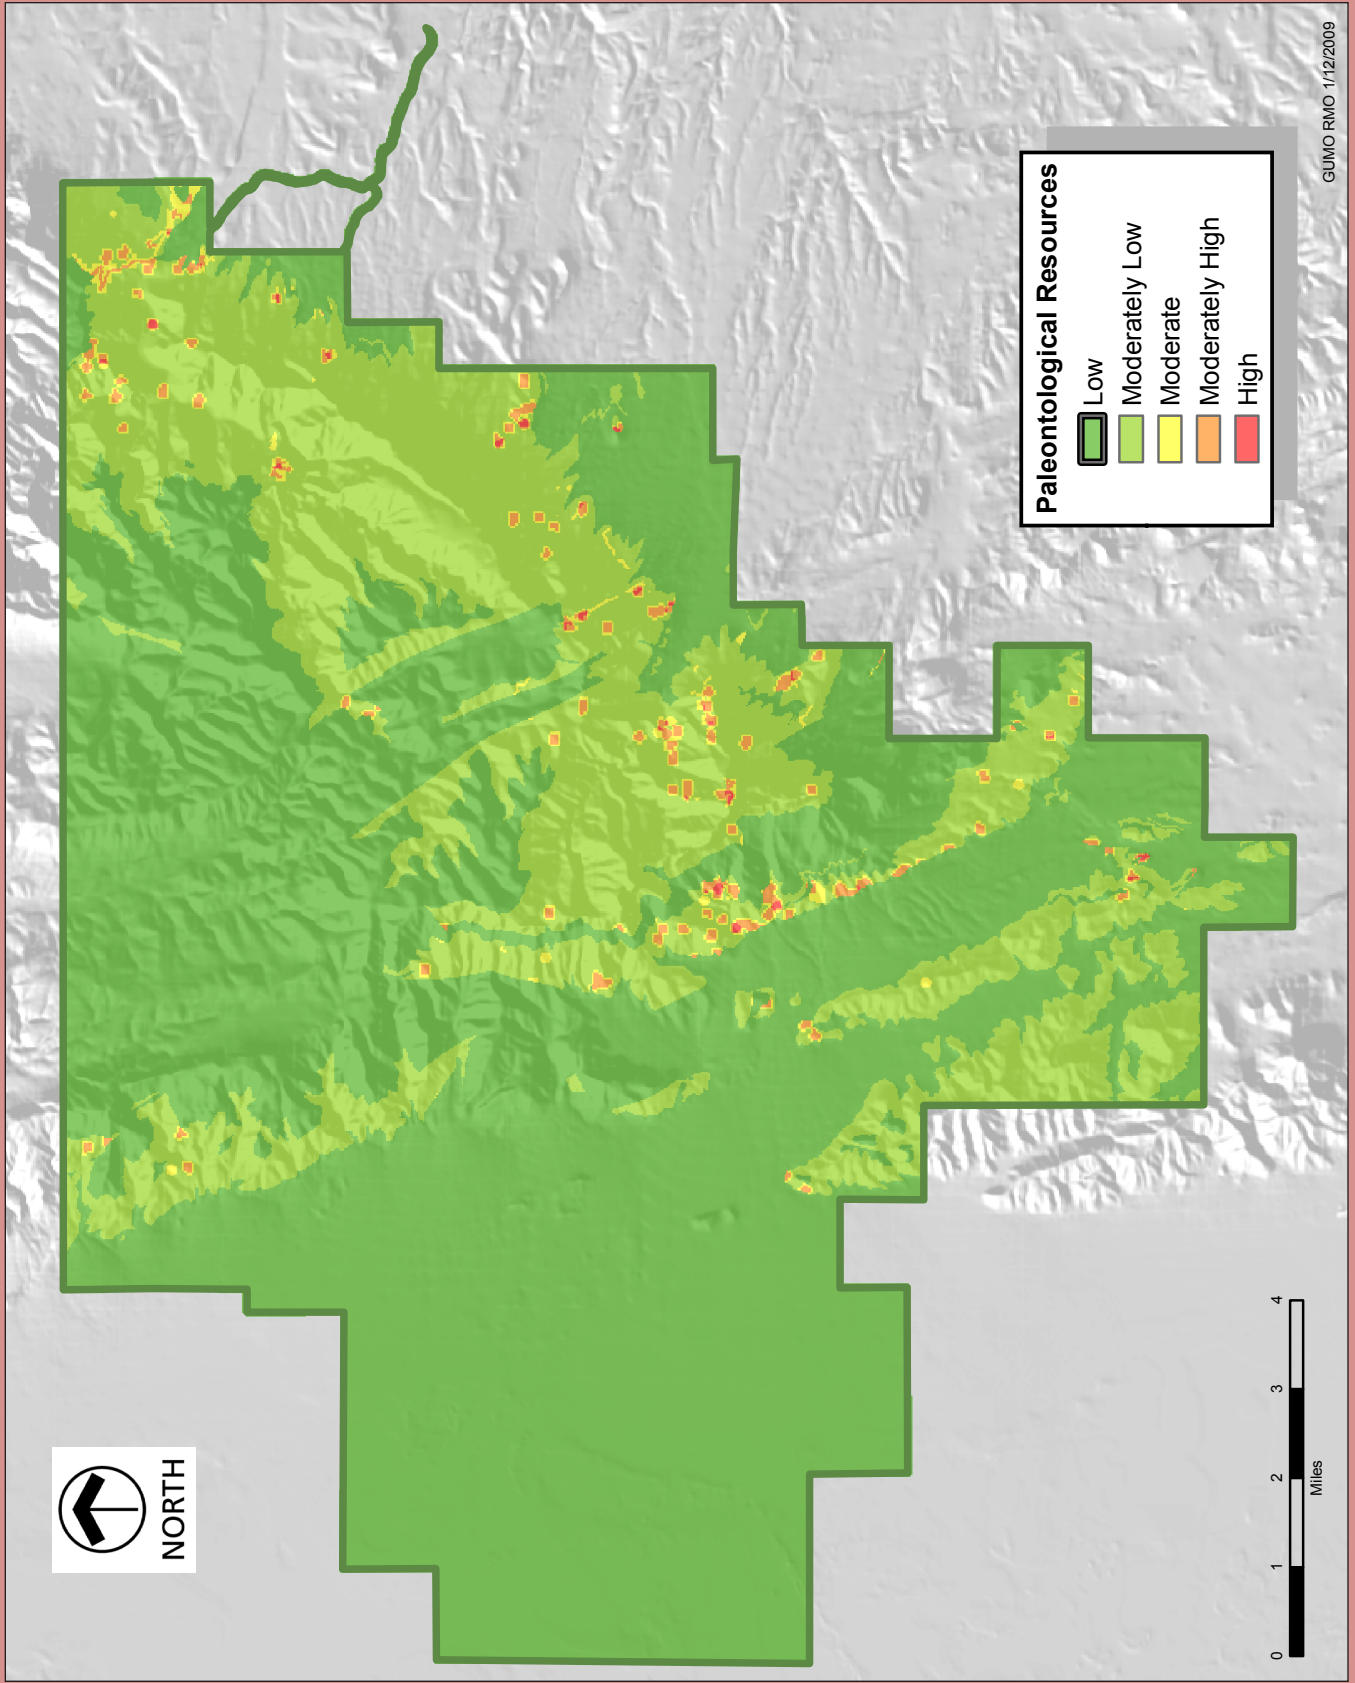 NORTH
Paleontological Resources
Low
Moderately Low
Moderate
Moderately High
High
0 1 2 3 4
Miles
GUMO RMO 1/12/2009